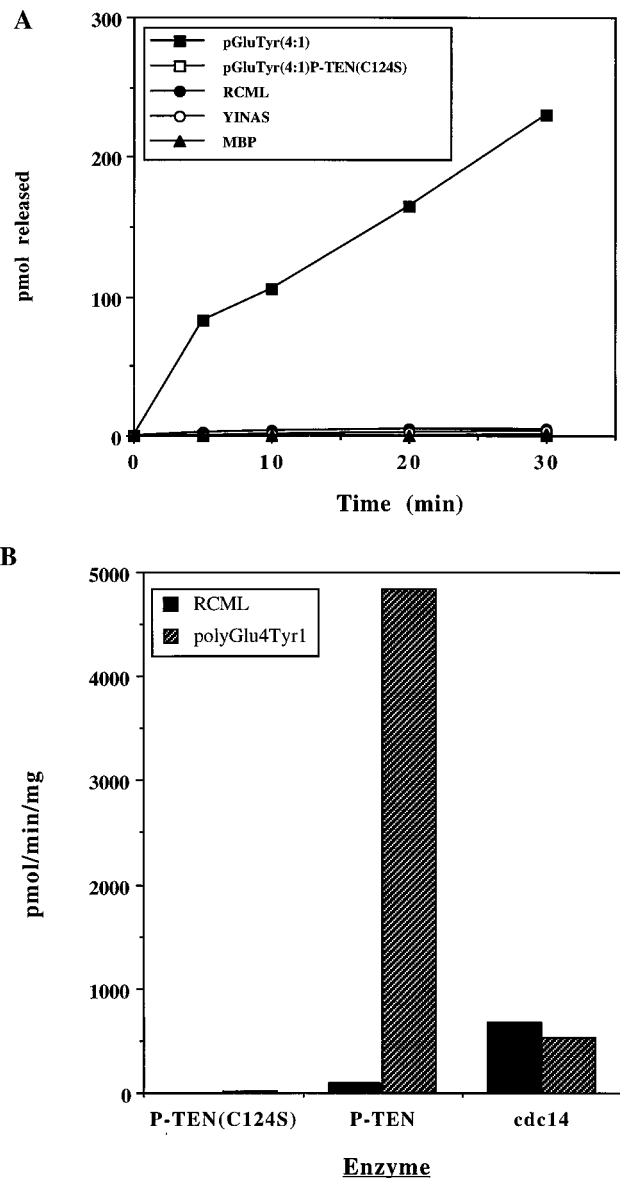 A
300
200
100
0
pmol released
pGluTyr(4:1)
pGluTyr(4:1)P-TEN(C124S)
RCML
YINAS
MBP
0 10 20 30
Time (min)
B
5000
4000
3000
2000
1000
0
pmol/min/mg
RCML
polyGlu4Tyr1
P-TEN(C124S) P-TEN cdc14
Enzyme